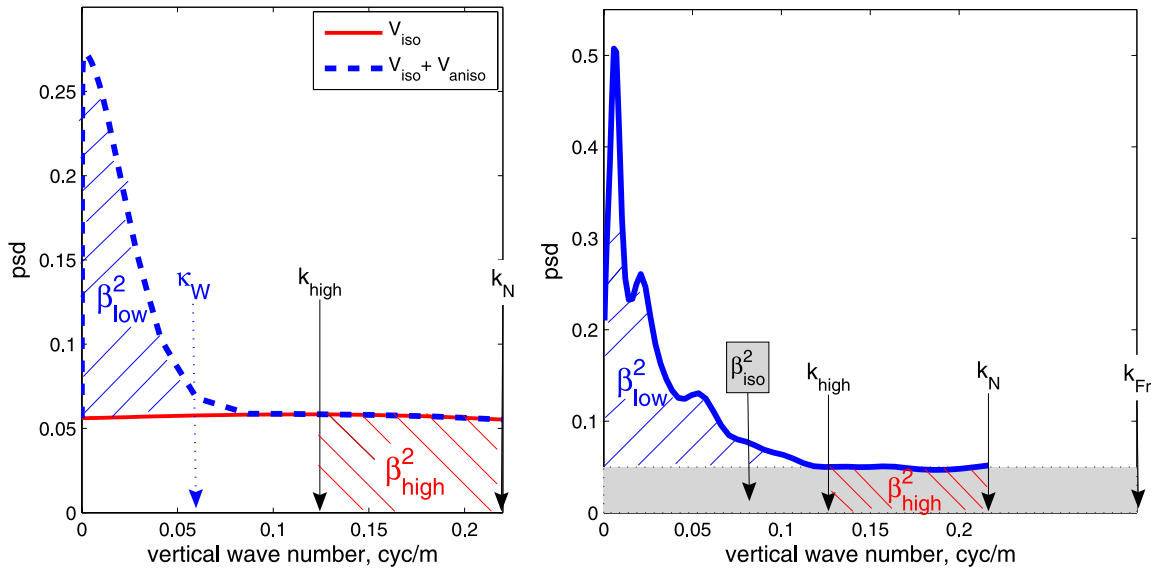 V_iso
V_iso + V_aniso
psd
0.25
0.2
0.15
0.1
0.05
0
β²_low
κ_W
k_high
k_N
β²_high
0
0.05
0.1
0.15
0.2
vertical wave number, cyc/m
psd
0.5
0.4
0.3
0.2
0.1
0
β²_low
β²_iso
k_high
k_N
k_Fr
β²_high
0
0.05
0.1
0.15
0.2
vertical wave number, cyc/m